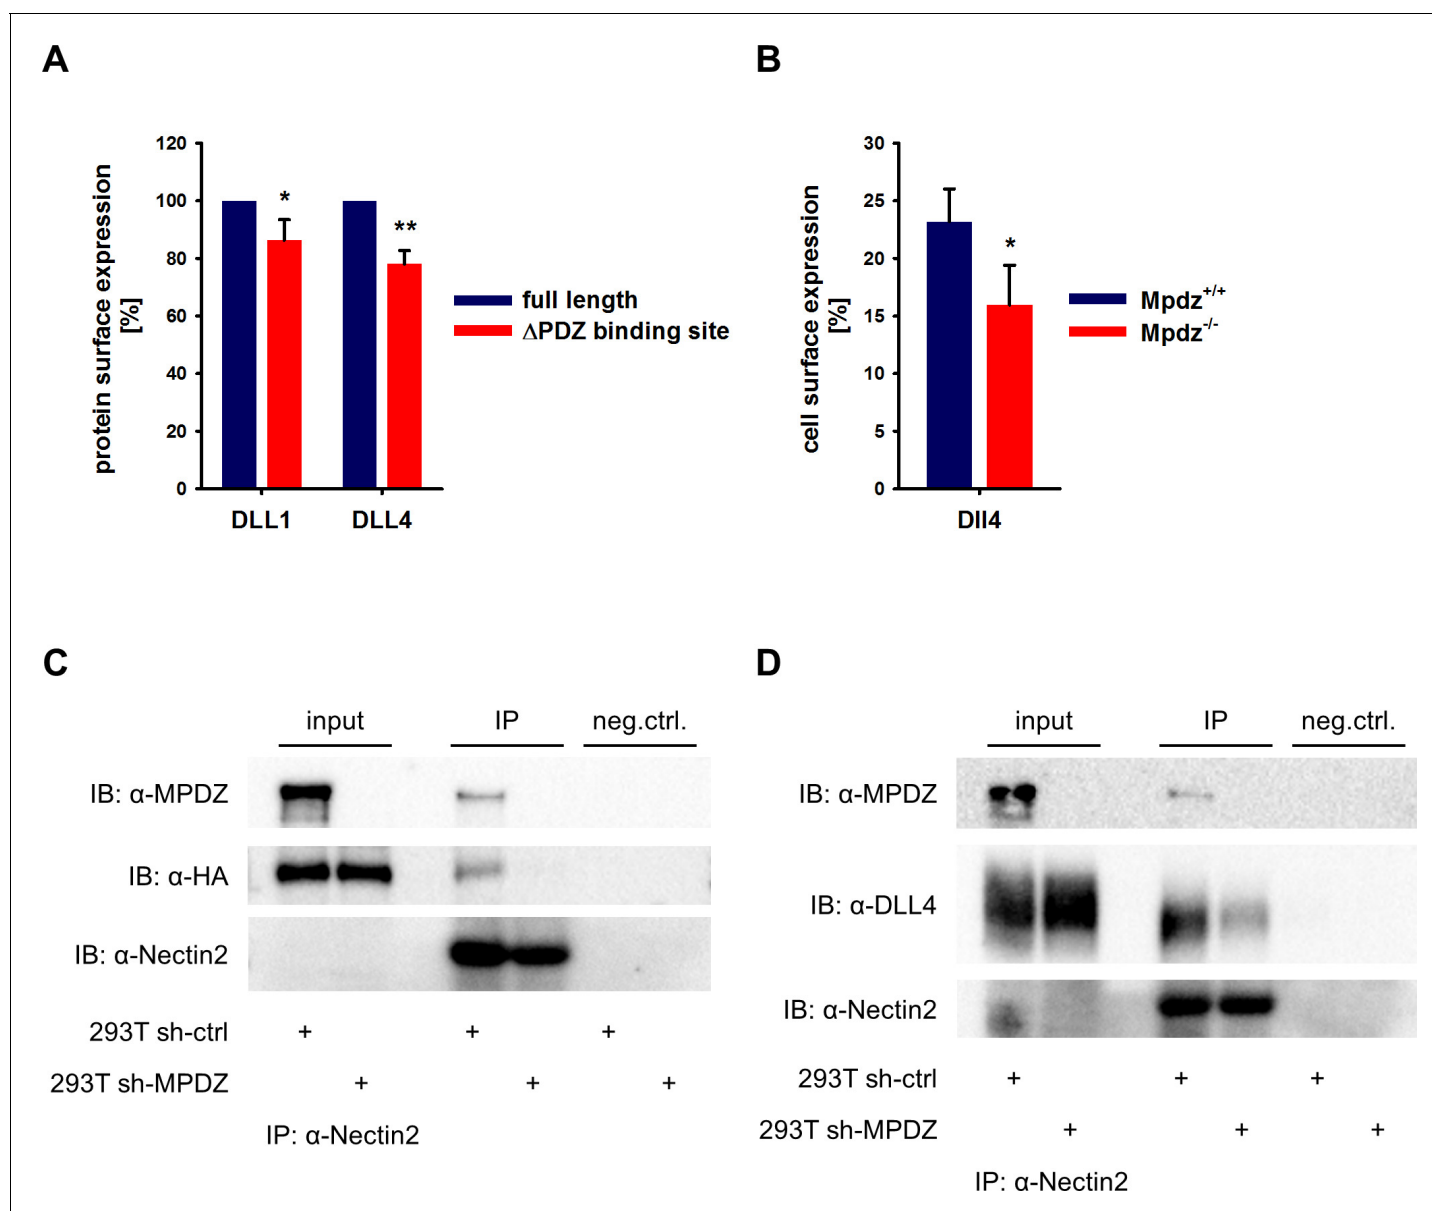 A
120
100
80
60
40
20
0
protein surface expression
[%]
*
**
DLL1
DLL4
full length
ΔPDZ binding site
B
30
25
20
15
10
5
0
cell surface expression
[%]
*
Dll4
Mpdz+/+
Mpdz-/-
C
input IP neg.ctrl.
IB: α-MPDZ
IB: α-HA
IB: α-Nectin2
293T sh-ctrl + + +
293T sh-MPDZ + + +
IP: α-Nectin2
D
input IP neg.ctrl.
IB: α-MPDZ
IB: α-DLL4
IB: α-Nectin2
293T sh-ctrl + + +
293T sh-MPDZ + + +
IP: α-Nectin2